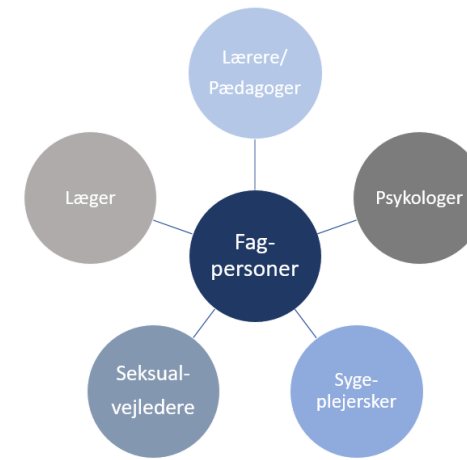 Lærere/
Pædagoger
Læger
Psykologer
Fag-
personer
Seksual-
vejledere
Syge-
plejersker